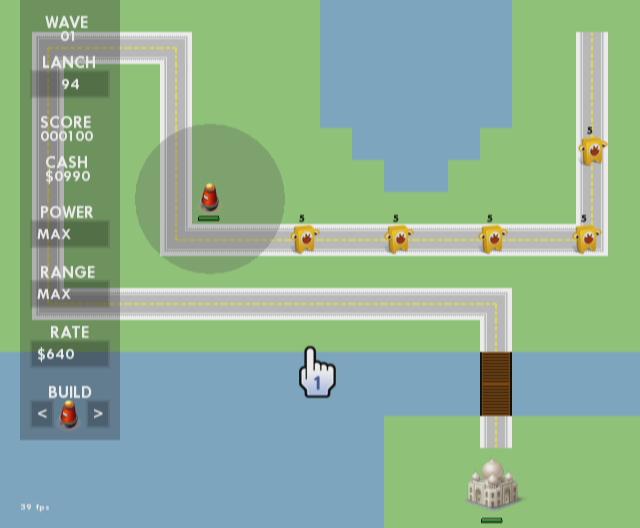 WAVE
01
LANCH
94
SCORE
000100
CASH
$0990
POWER
MAX
RANGE
MAX
RATE
$640
BUILD
< >
5
5
5
5
5
1
39 fps